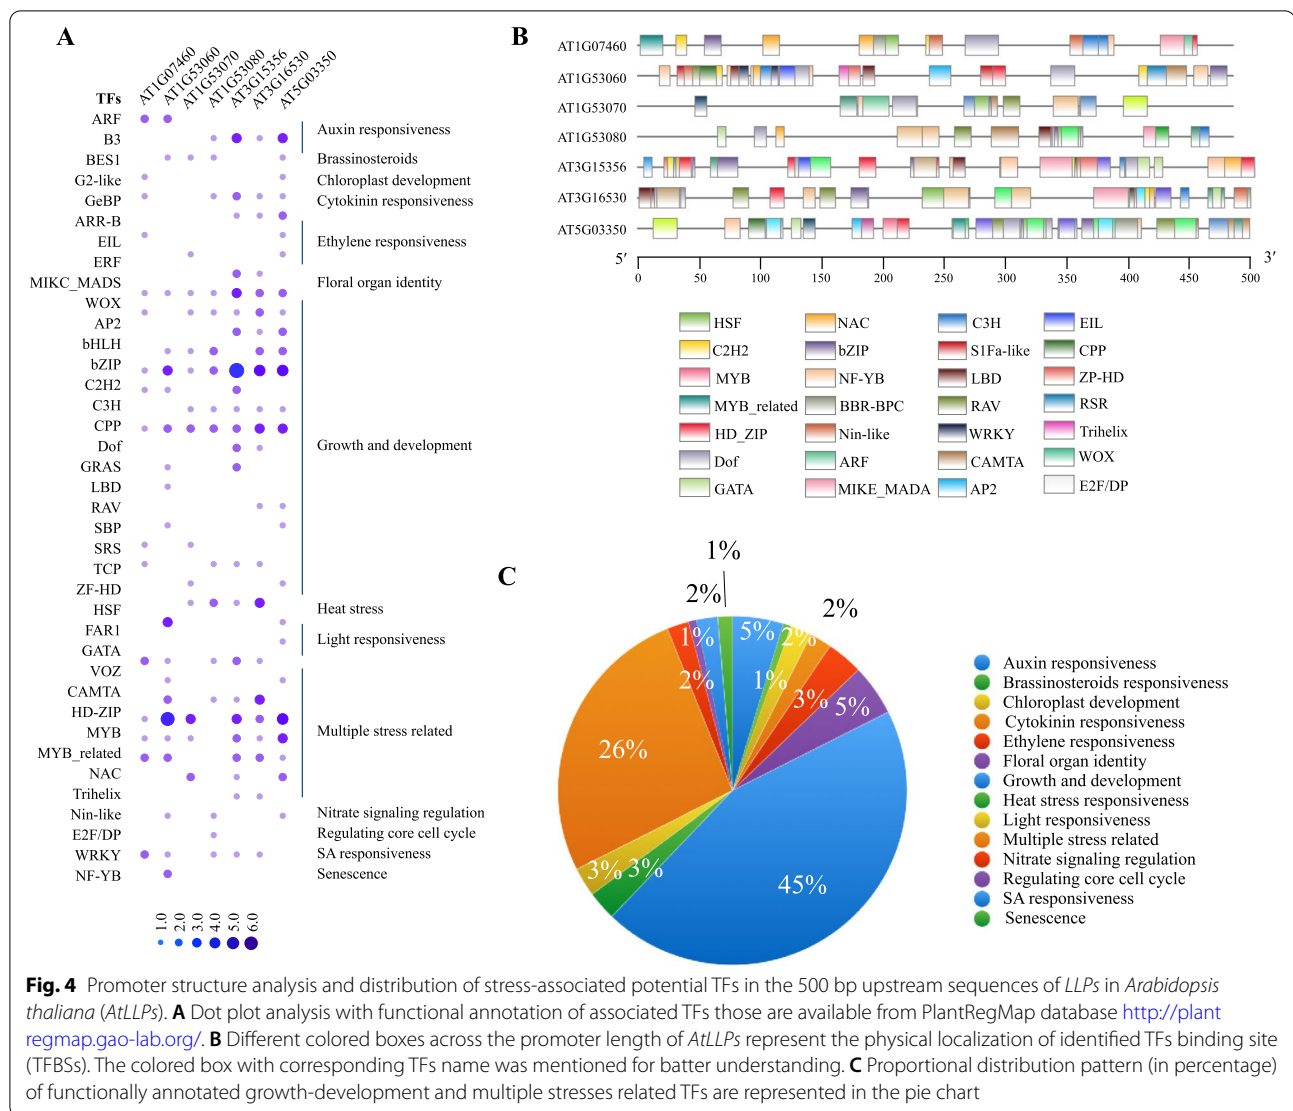 A
AT1G07460
AT1G53060
AT1G53070
AT1G53080
AT3G15356
AT3G16530
AT5G03350
TFs
ARF
B3
BES1
G2-like
GeBP
ARR-B
EIL
ERF
MIKC_MADS
WOX
AP2
bHLH
bZIP
C2H2
C3H
CPP
Dof
GRAS
LBD
RAV
SBP
SRS
TCP
ZF-HD
HSF
FAR1
GATA
VOZ
CAMTA
HD-ZIP
MYB
MYB_related
NAC
Trihelix
Nin-like
E2F/DP
WRKY
NF-YB
Auxin responsiveness
Brassinosteroids
Chloroplast development
Cytokinin responsiveness
Ethylene responsiveness
Floral organ identity
Growth and development
Heat stress
Light responsiveness
Multiple stress related
Nitrate signaling regulation
Regulating core cell cycle
SA responsiveness
Senescence
1.0 2.0 3.0 4.0 5.0 6.0
B
AT1G07460
AT1G53060
AT1G53070
AT1G53080
AT3G15356
AT3G16530
AT5G03350
5′ 3′
0 50 100 150 200 250 300 350 400 450 500
HSF NAC C3H EIL
C2H2 bZIP S1Fa-like CPP
MYB NF-YB LBD ZP-HD
MYB_related BBR-BPC RAV RSR
HD_ZIP Nin-like WRKY Trihelix
Dof ARF CAMTA WOX
GATA MIKE_MADA AP2 E2F/DP
C
1%
2%
2%
1% 5% 2%
2% 1% 3% 5%
26%
3% 3%
45%
Auxin responsiveness
Brassinosteroids responsiveness
Chloroplast development
Cytokinin responsiveness
Ethylene responsiveness
Floral organ identity
Growth and development
Heat stress responsiveness
Light responsiveness
Multiple stress related
Nitrate signaling regulation
Regulating core cell cycle
SA responsiveness
Senescence
Fig. 4 Promoter structure analysis and distribution of stress-associated potential TFs in the 500 bp upstream sequences of LLPs in Arabidopsis
thaliana (AtLLPs). A Dot plot analysis with functional annotation of associated TFs those are available from PlantRegMap database http://plant
regmap.gao-lab.org/. B Different colored boxes across the promoter length of AtLLPs represent the physical localization of identified TFs binding site
(TFBSs). The colored box with corresponding TFs name was mentioned for batter understanding. C Proportional distribution pattern (in percentage)
of functionally annotated growth-development and multiple stresses related TFs are represented in the pie chart